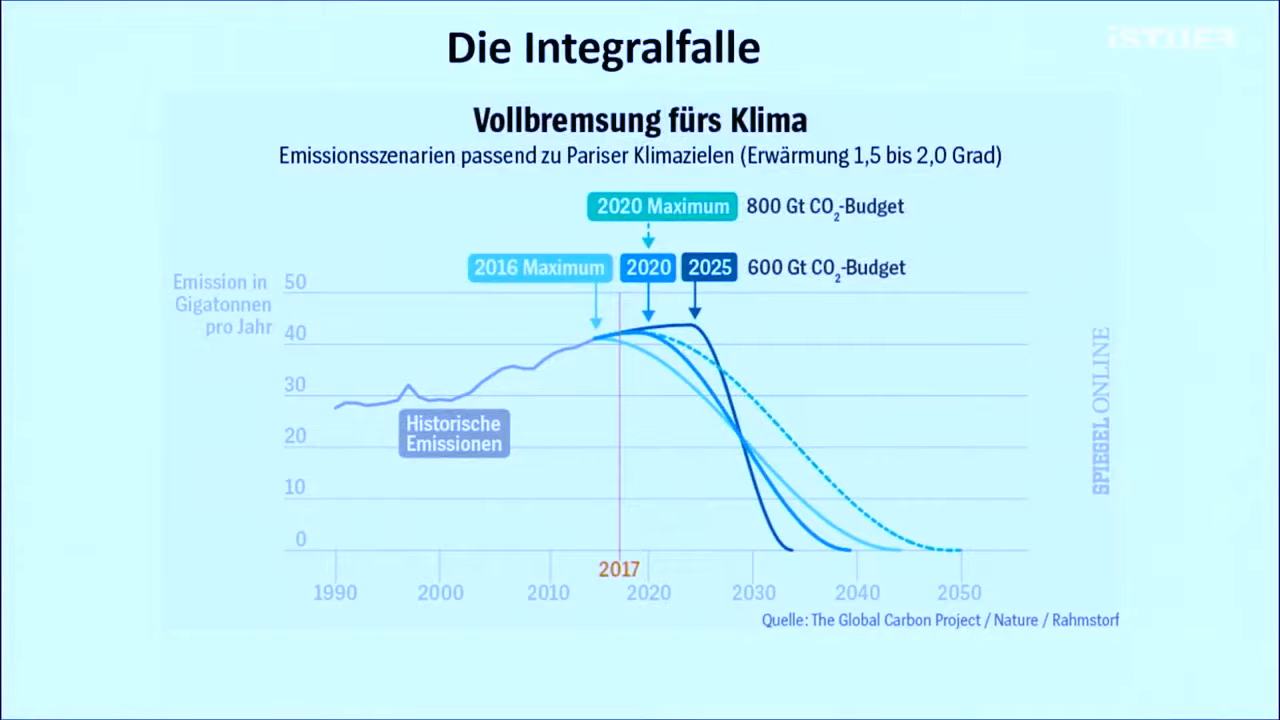 Die Integralfalle
Vollbremsung fürs Klima
Emissionsszenarien passend zu Pariser Klimazielen (Erwärmung 1,5 bis 2,0 Grad)
2020 Maximum 800 Gt CO₂-Budget
2016 Maximum 2020 2025 600 Gt CO₂-Budget
Emission in
Gigatonnen
pro Jahr
50
40
30
20
10
0
Historische
Emissionen
2017
1990 2000 2010 2020 2030 2040 2050
SPIEGEL ONLINE
Quelle: The Global Carbon Project / Nature / Rahmstorf